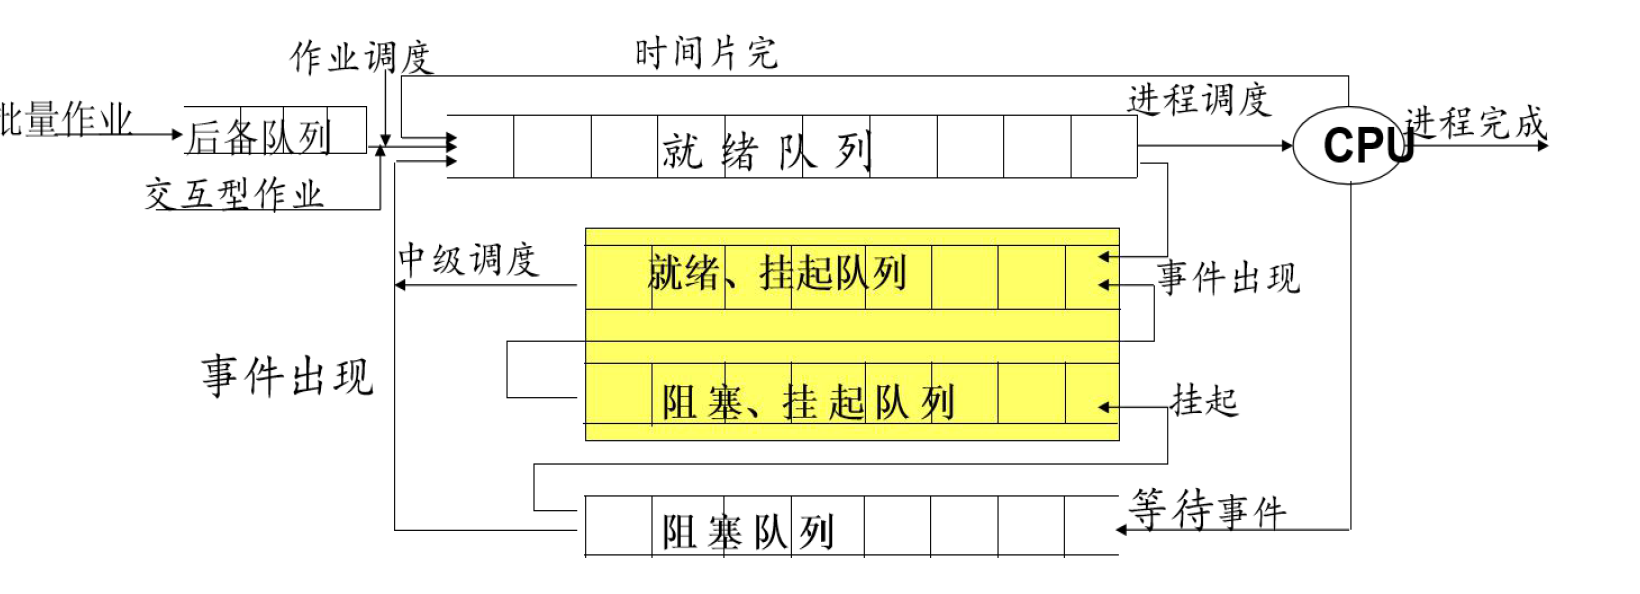 作业调度
时间片完
批量作业
进程调度
进程完成
后备队列
就绪队列
CPU
交互型作业
中级调度
就绪、挂起队列
事件出现
事件出现
阻塞、挂起队列
挂起
阻塞队列
等待事件